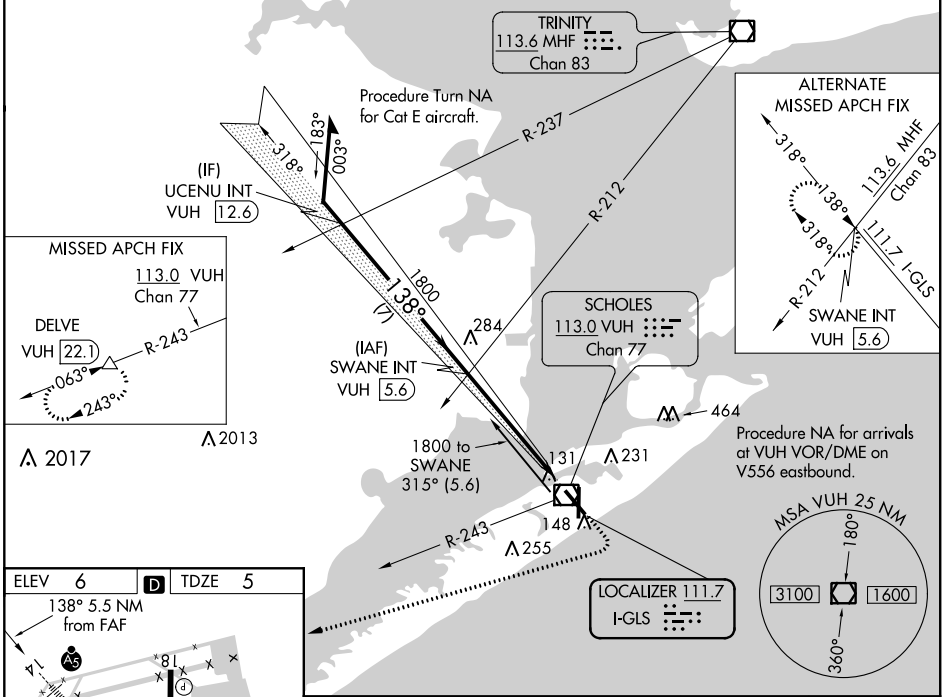 TRINITY
113.6 MHF
Chan 83
Procedure Turn NA
for Cat E aircraft.
R-237
R-212
ALTERNATE
MISSED APCH FIX
318°
138°
318°
113.6 MHF
Chan 83
111.7 I-GLS
R-212
SWANE INT
VUH 5.6
183°
003°
318°
(IF)
UCENU INT
VUH 12.6
138°
1800
(7)
MISSED APCH FIX
113.0 VUH
Chan 77
DELVE
VUH 22.1
R-243
063°
243°
SCHOLES
113.0 VUH
Chan 77
284
(IAF)
SWANE INT
VUH 5.6
464
2013
2017
1800 to
SWANE
315° (5.6)
131
231
Procedure NA for arrivals
at VUH VOR/DME on
V556 eastbound.
R-243
148
255
MSA VUH 25 NM
180°
3100
1600
360°
LOCALIZER 111.7
I-GLS
ELEV 6
D
TDZE 5
138° 5.5 NM
from FAF
A5
14
18
P